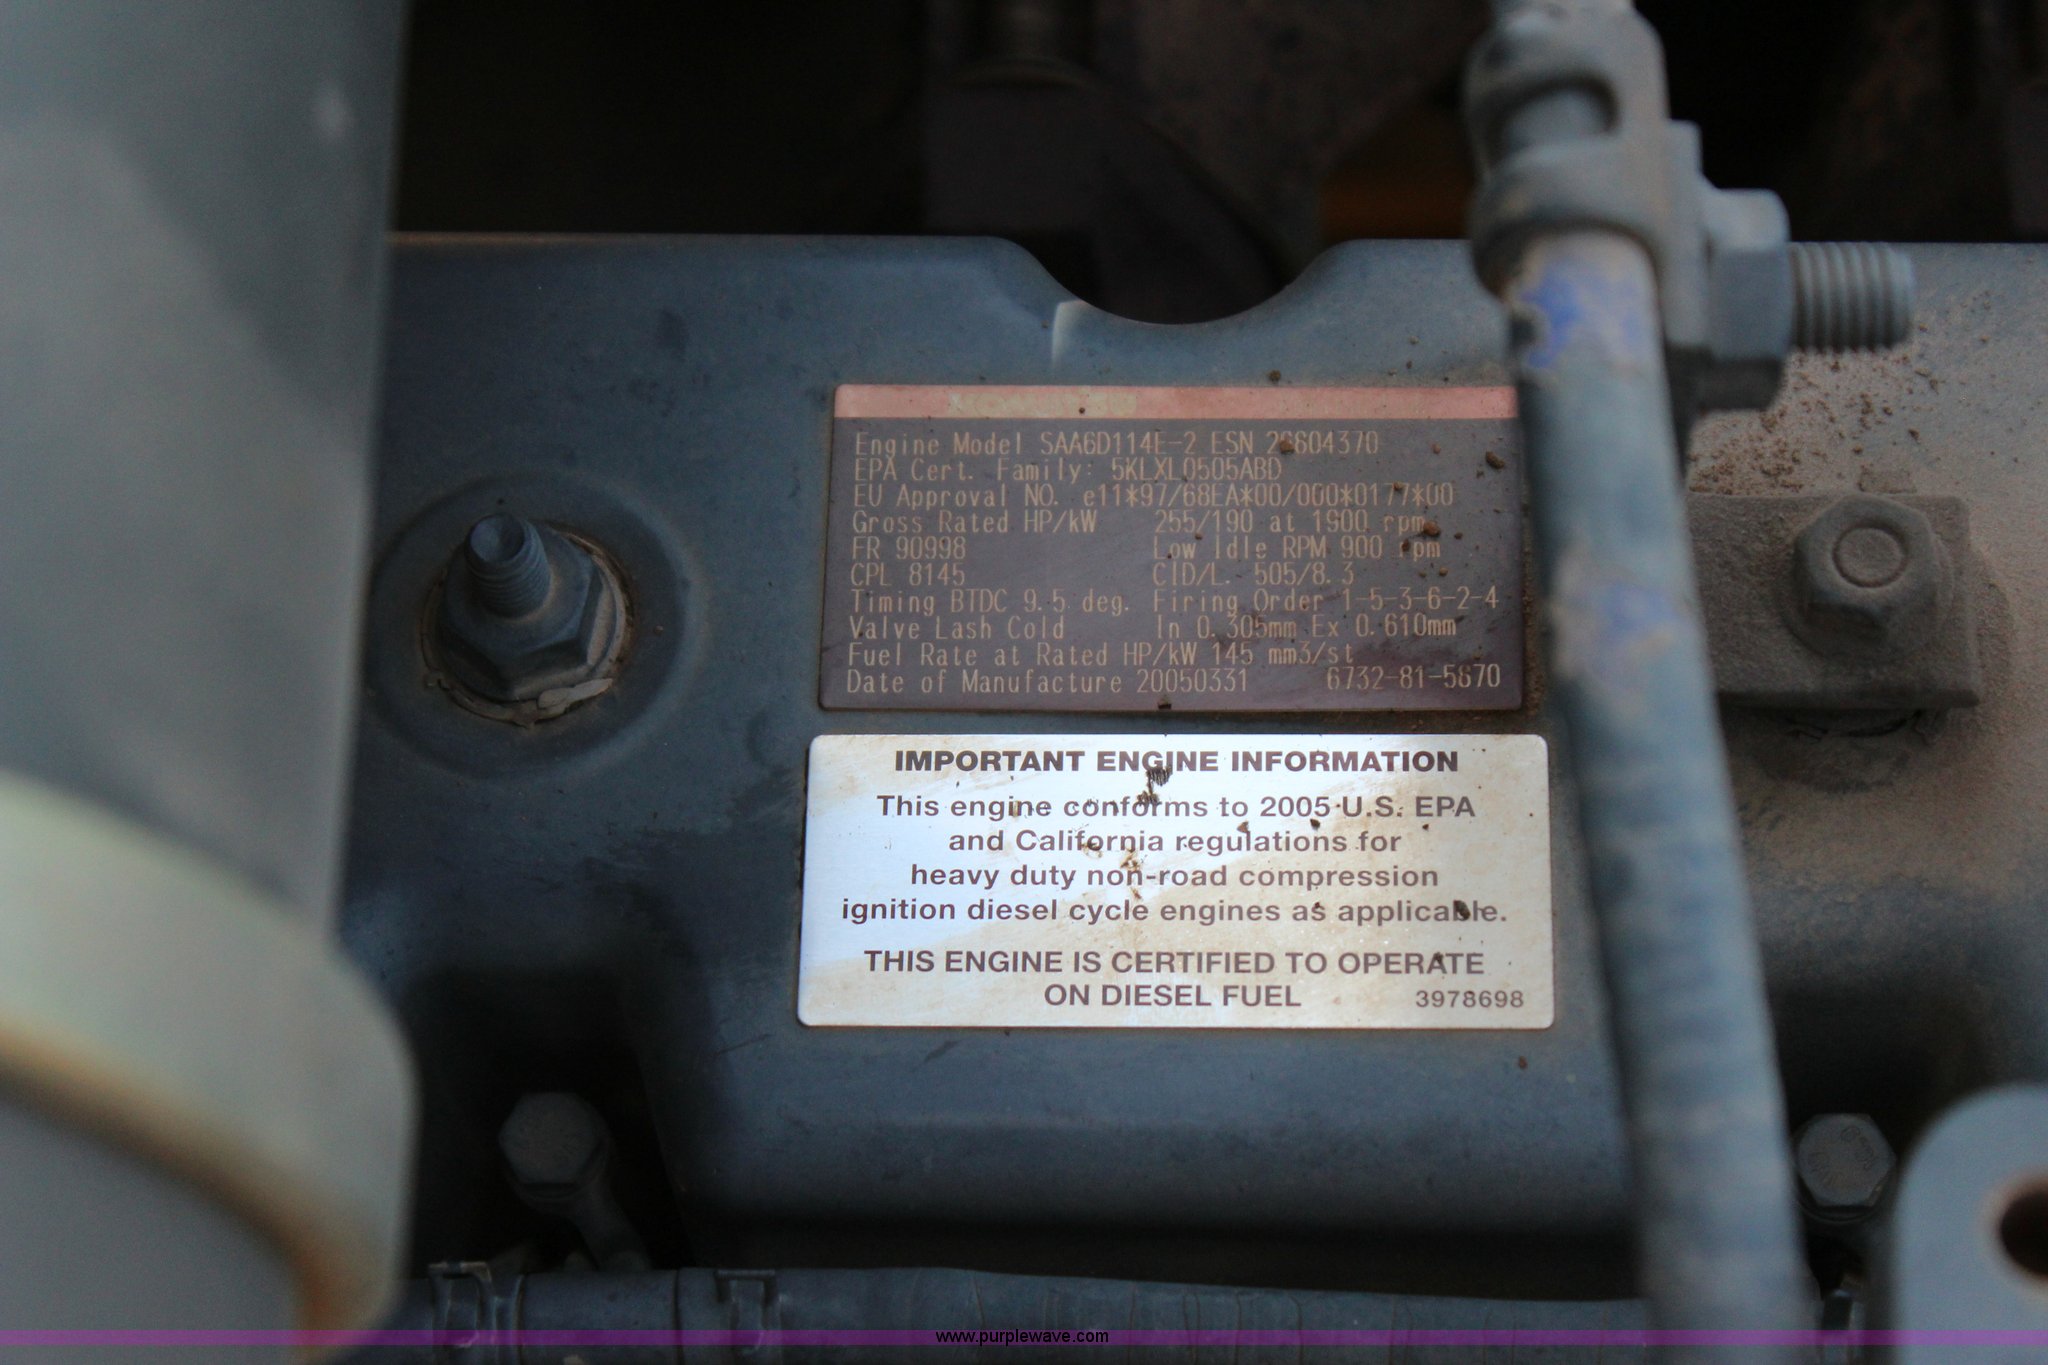 Engine Model SAA6D114E-2 ESN 26604370
EPA Cert. Family: 5KLXL0505ABD
EU Approval NO. e11*97/68EA*00/000*0177*00
Gross Rated HP/kW 255/190 at 1900 rpm
FR 90998 Low Idle RPM 900 rpm
CPL 8145 CID/L. 505/8.3
Timing BTDC 9.5 deg. Firing Order 1-5-3-6-2-4
Valve Lash Cold In 0.305mm Ex 0.610mm
Fuel Rate at Rated HP/kW 145 mm3/st
Date of Manufacture 20050331 6732-81-5870
IMPORTANT ENGINE INFORMATION
This engine conforms to 2005 U.S. EPA
and California regulations for
heavy duty non-road compression
ignition diesel cycle engines as applicable.
THIS ENGINE IS CERTIFIED TO OPERATE
ON DIESEL FUEL 3978698
www.purplewave.com